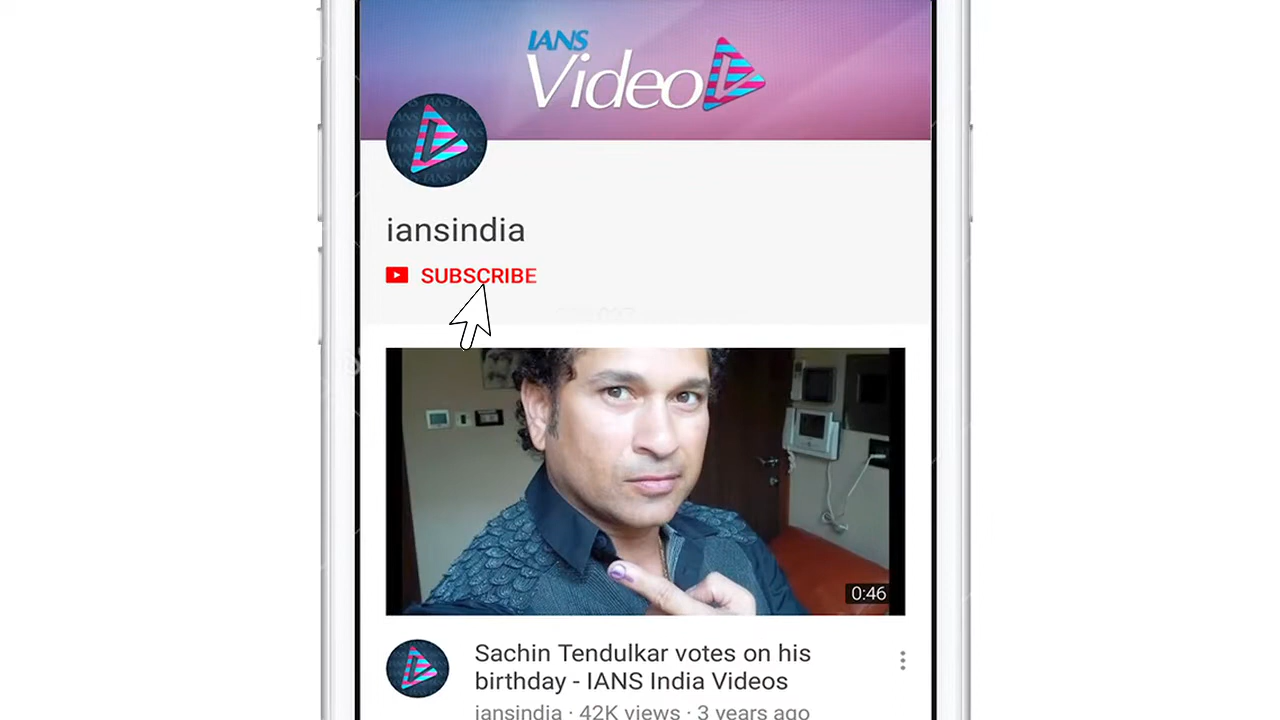 IANS
Video
iansindia
SUBSCRIBE
0:46
Sachin Tendulkar votes on his
birthday - IANS India Videos
iansindia · 42K views · 3 years ago